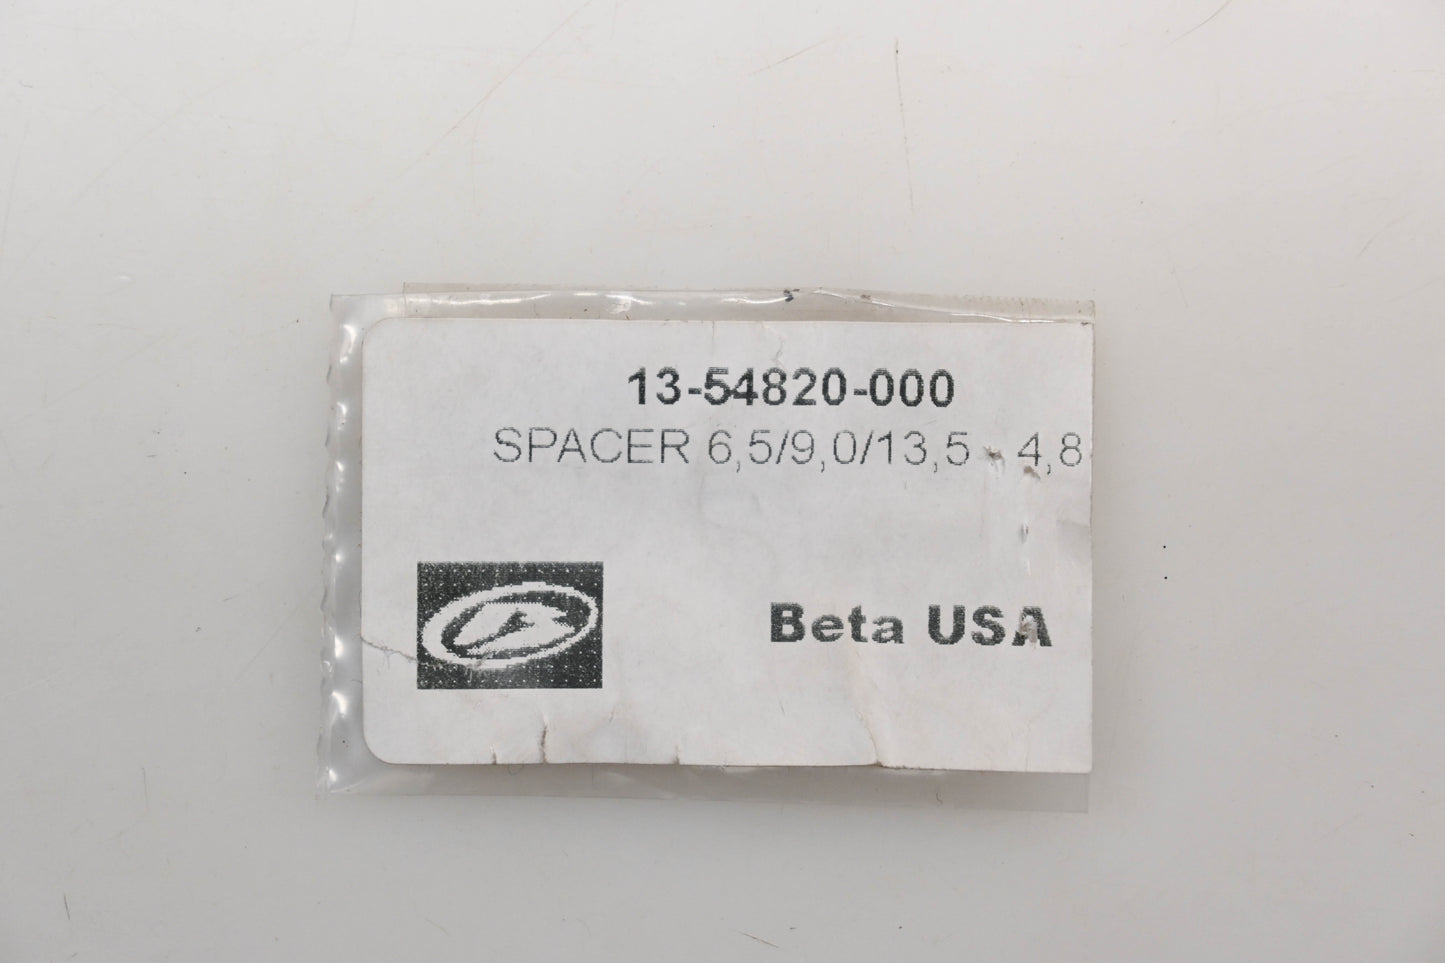 13-54820-000
SPACER 6,5/9,0/13,5 - 4,8
Beta USA